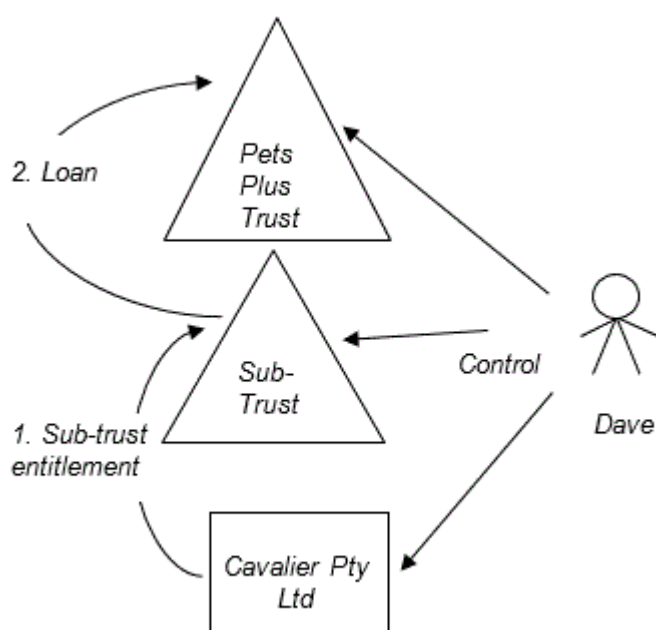 Pets
Plus
Trust
2. Loan
Sub-
Trust
Control
Dave
1. Sub-trust
entitlement
Cavalier Pty
Ltd